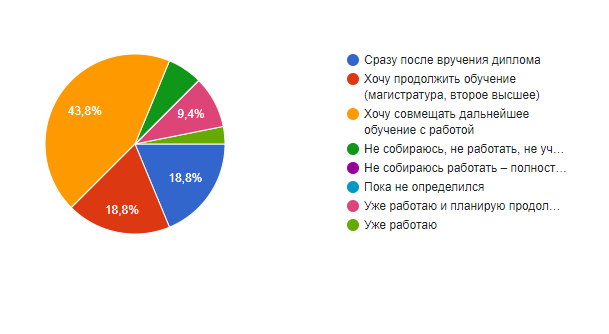 43,8%
9,4%
18,8%
18,8%
Сразу после вручения диплома
Хочу продолжить обучение
(магистратура, второе высшее)
Хочу совмещать дальнейшее
обучение с работой
Не собираюсь, не работать, не уч…
Не собираюсь работать – полност…
Пока не определился
Уже работаю и планирую продол…
Уже работаю